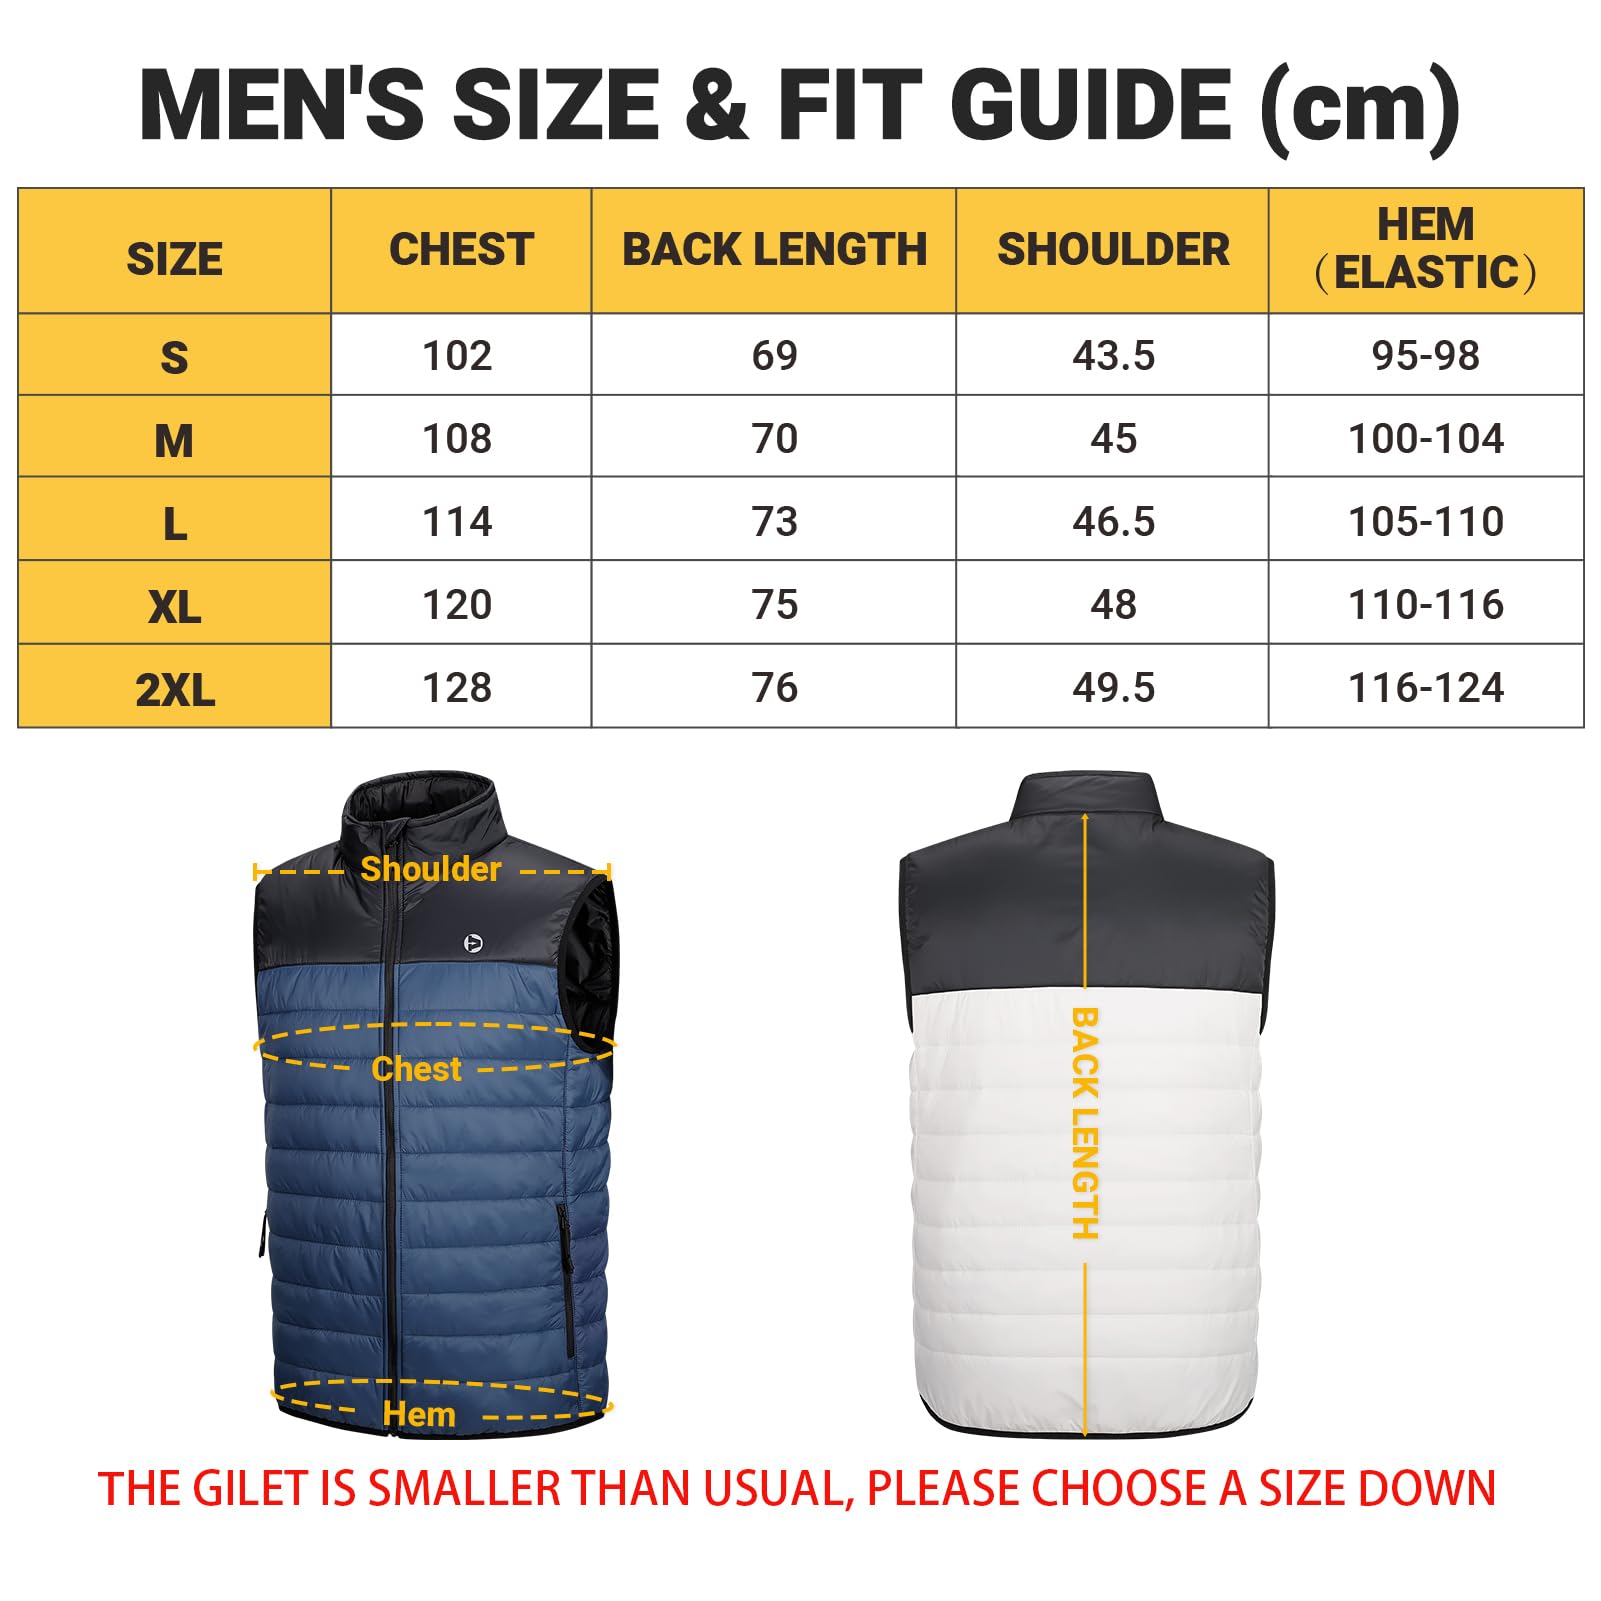 MEN'S SIZE & FIT GUIDE (cm)
SIZE CHEST BACK LENGTH SHOULDER HEM
（ELASTIC）
S 102 69 43.5 95-98
M 108 70 45 100-104
L 114 73 46.5 105-110
XL 120 75 48 110-116
2XL 128 76 49.5 116-124
Shoulder
Chest
Hem
BACK LENGTH
THE GILET IS SMALLER THAN USUAL, PLEASE CHOOSE A SIZE DOWN